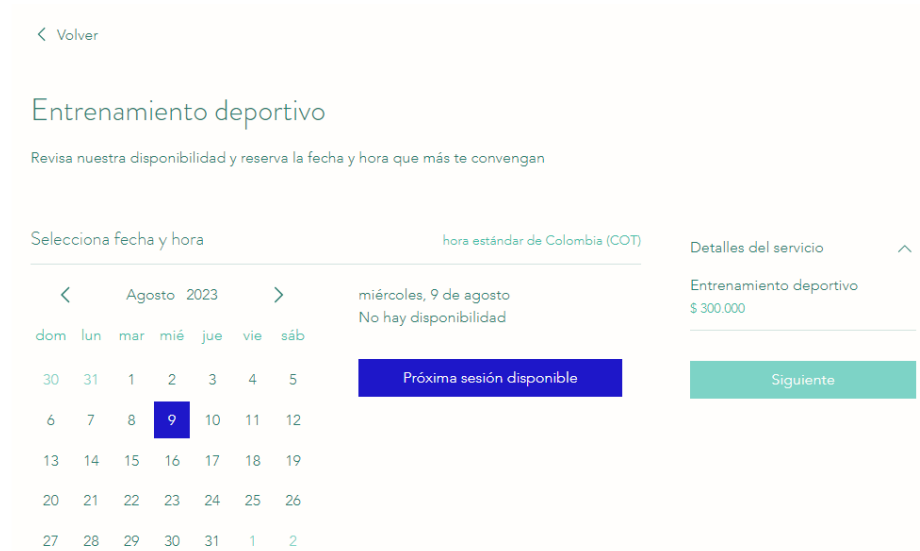 Volver
Entrenamiento deportivo
Revisa nuestra disponibilidad y reserva la fecha y hora que más te convengan
Selecciona fecha y hora
hora estándar de Colombia (COT)
Agosto 2023
dom lun mar mié jue vie sáb
30 31 1 2 3 4 5
6 7 8 9 10 11 12
13 14 15 16 17 18 19
20 21 22 23 24 25 26
27 28 29 30 31 1 2
miércoles, 9 de agosto
No hay disponibilidad
Próxima sesión disponible
Detalles del servicio
Entrenamiento deportivo
$ 300.000
Siguiente